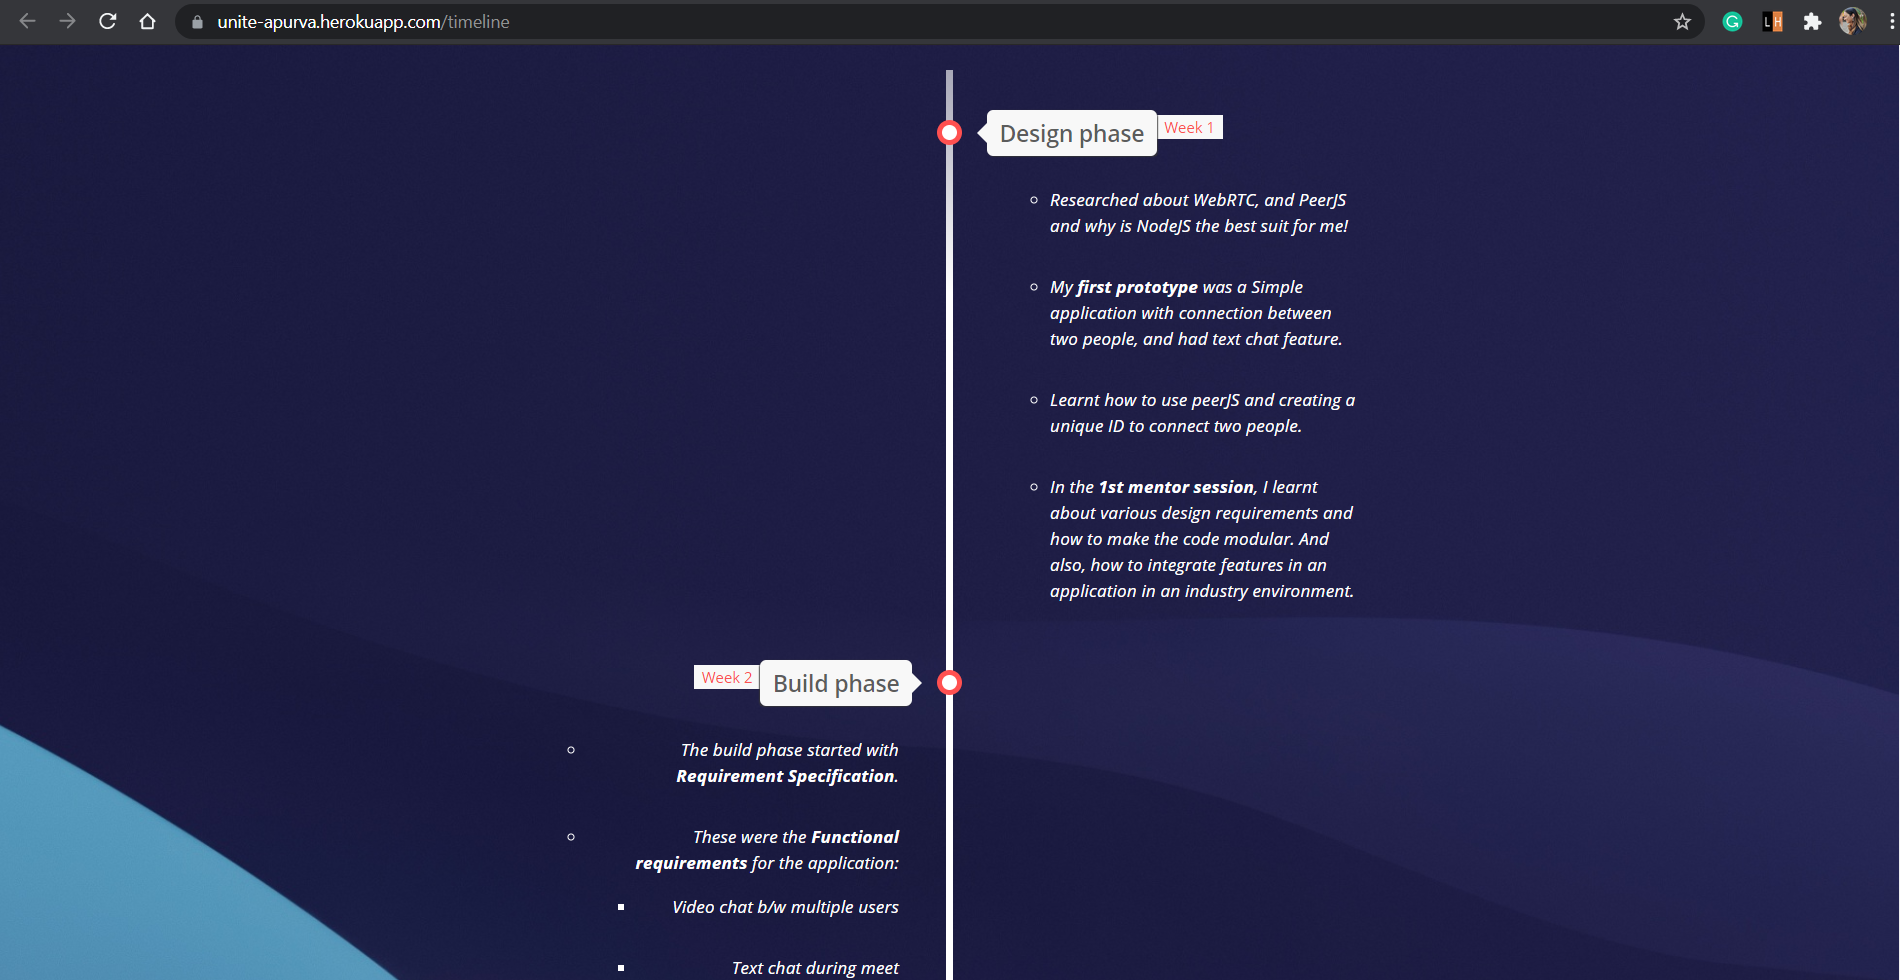 unite-apurva.herokuapp.com/timeline
LH
Design phase
Week 1
Researched about WebRTC, and PeerJS
and why is NodeJS the best suit for me!
My first prototype was a Simple
application with connection between
two people, and had text chat feature.
Learnt how to use peerJS and creating a
unique ID to connect two people.
In the 1st mentor session, I learnt
about various design requirements and
how to make the code modular. And
also, how to integrate features in an
application in an industry environment.
Week 2
Build phase
The build phase started with
Requirement Specification.
These were the Functional
requirements for the application:
Video chat b/w multiple users
Text chat during meet